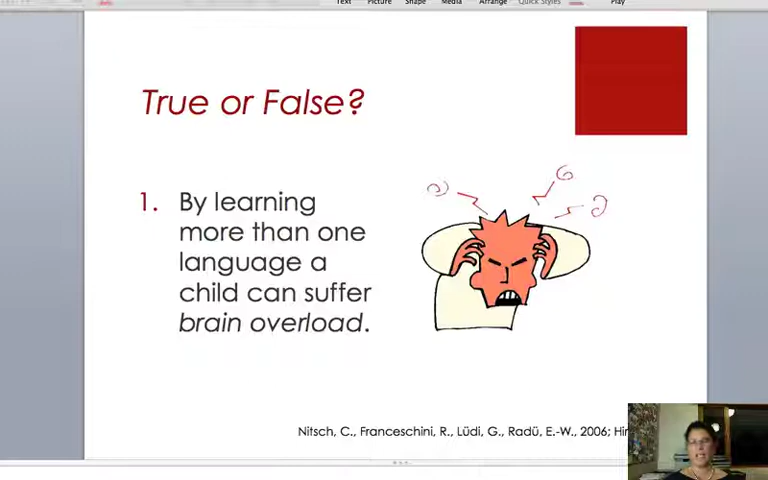 Text Picture Shape Media Arrange Quick Styles Play
True or False?
1. By learning
more than one
language a
child can suffer
brain overload.
Nitsch, C., Franceschini, R., Lüdi, G., Radü, E.-W., 2006;